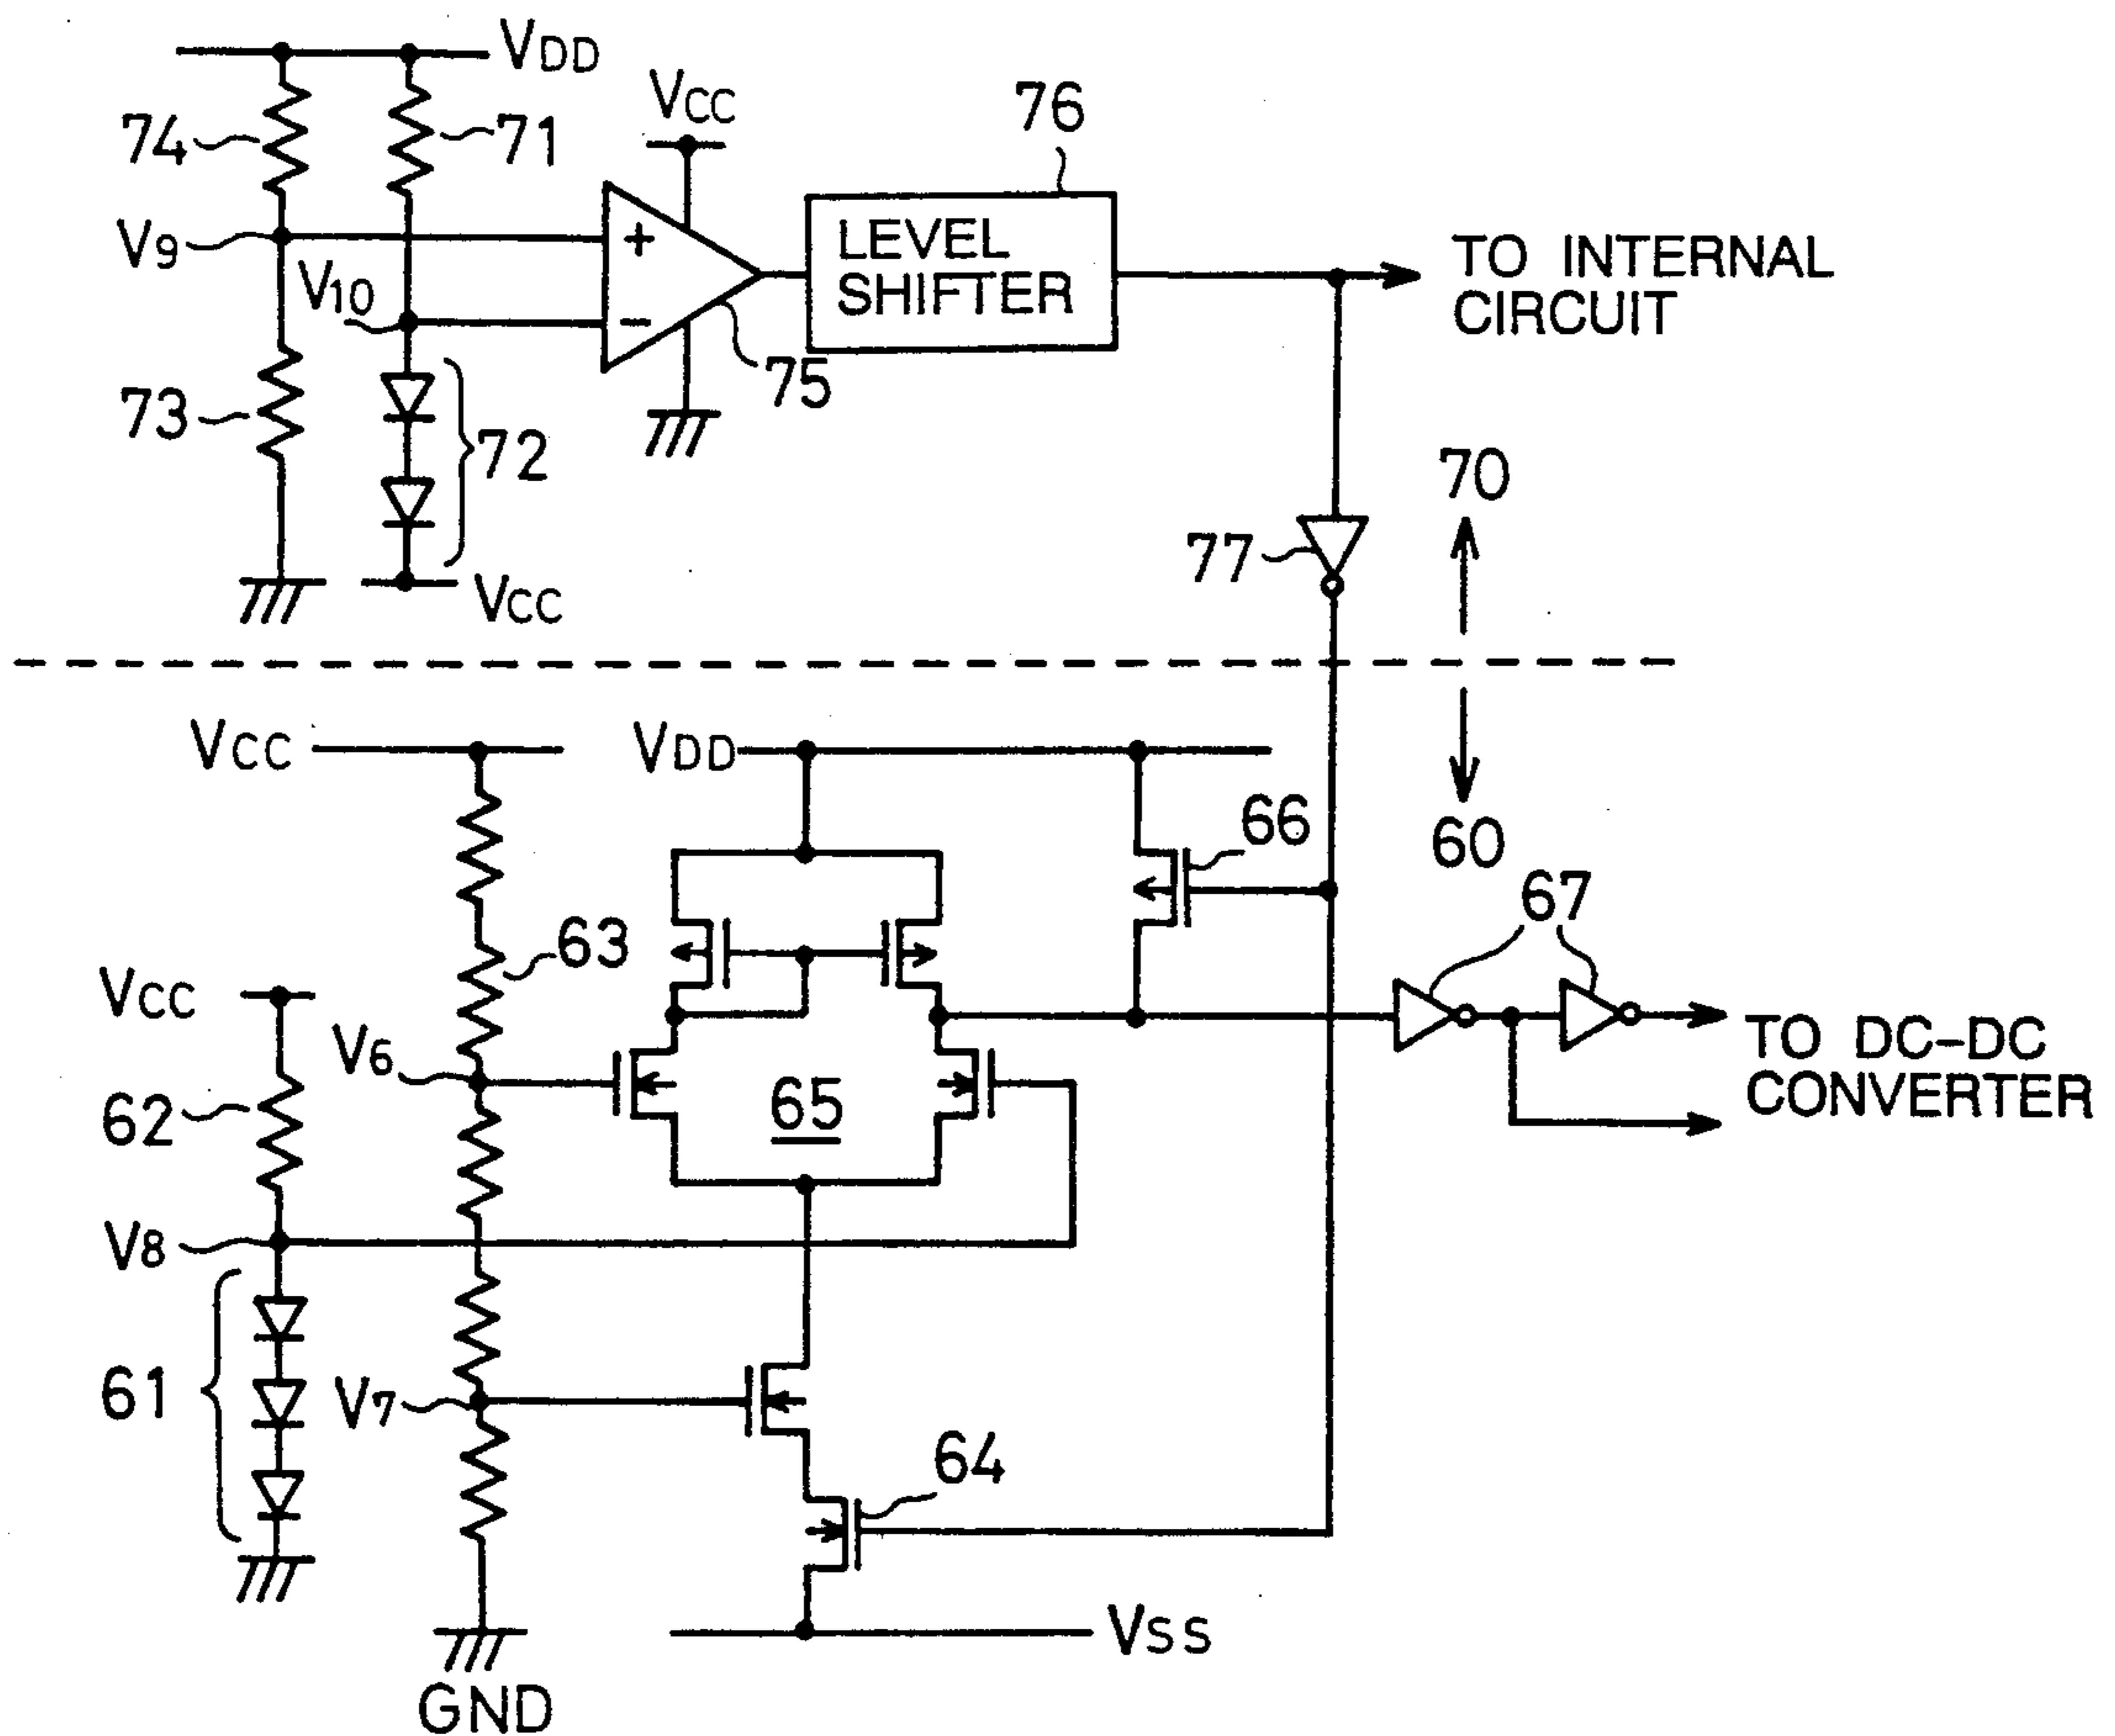 VDD
VCC
76
74
71
LEVEL
SHIFTER
TO INTERNAL
CIRCUIT
V9
V10
75
73
72
70
77
VCC
VCC
VDD
66
60
67
63
VCC
V6
62
65
TO DC-DC
CONVERTER
V8
61
V7
64
VSS
GND